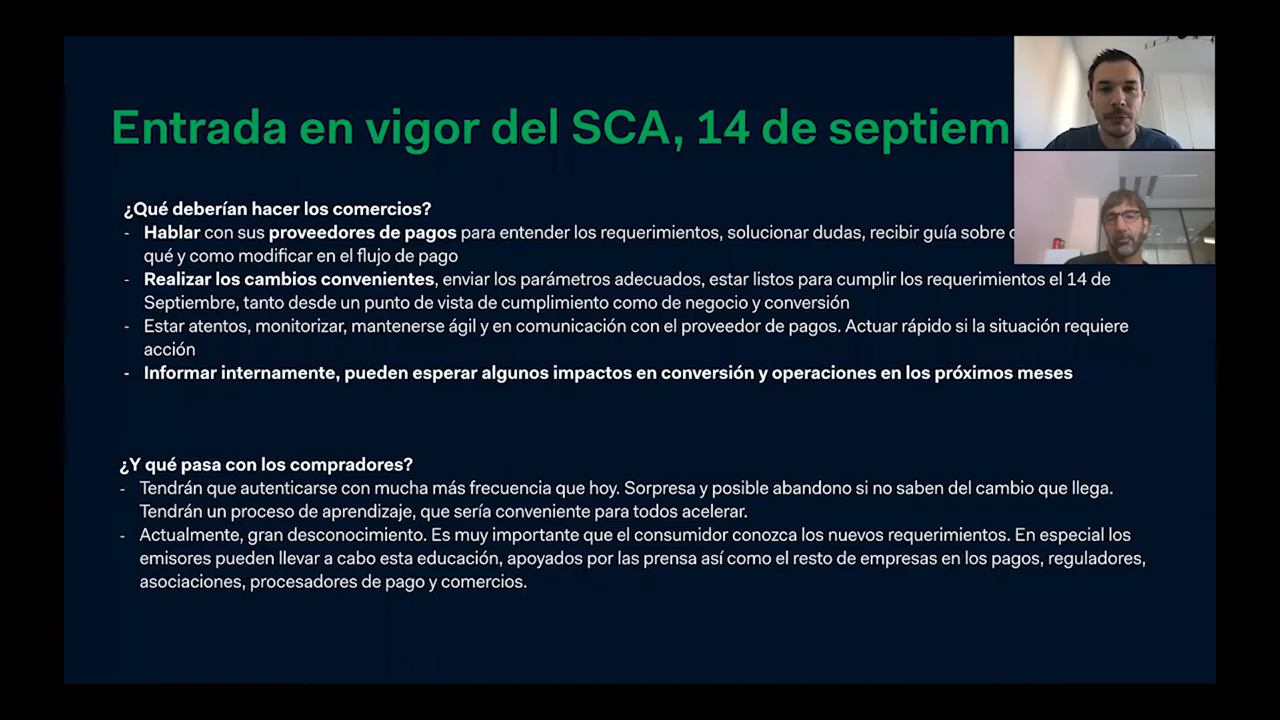 Entrada en vigor del SCA, 14 de septiem
¿Qué deberían hacer los comercios?
- Hablar con sus proveedores de pagos para entender los requerimientos, solucionar dudas, recibir guía sobre
qué y como modificar en el flujo de pago
- Realizar los cambios convenientes, enviar los parámetros adecuados, estar listos para cumplir los requerimientos el 14 de
Septiembre, tanto desde un punto de vista de cumplimiento como de negocio y conversión
- Estar atentos, monitorizar, mantenerse ágil y en comunicación con el proveedor de pagos. Actuar rápido si la situación requiere
acción
- Informar internamente, pueden esperar algunos impactos en conversión y operaciones en los próximos meses
¿Y qué pasa con los compradores?
- Tendrán que autenticarse con mucha más frecuencia que hoy. Sorpresa y posible abandono si no saben del cambio que llega.
Tendrán un proceso de aprendizaje, que sería conveniente para todos acelerar.
- Actualmente, gran desconocimiento. Es muy importante que el consumidor conozca los nuevos requerimientos. En especial los
emisores pueden llevar a cabo esta educación, apoyados por las prensa así como el resto de empresas en los pagos, reguladores,
asociaciones, procesadores de pago y comercios.